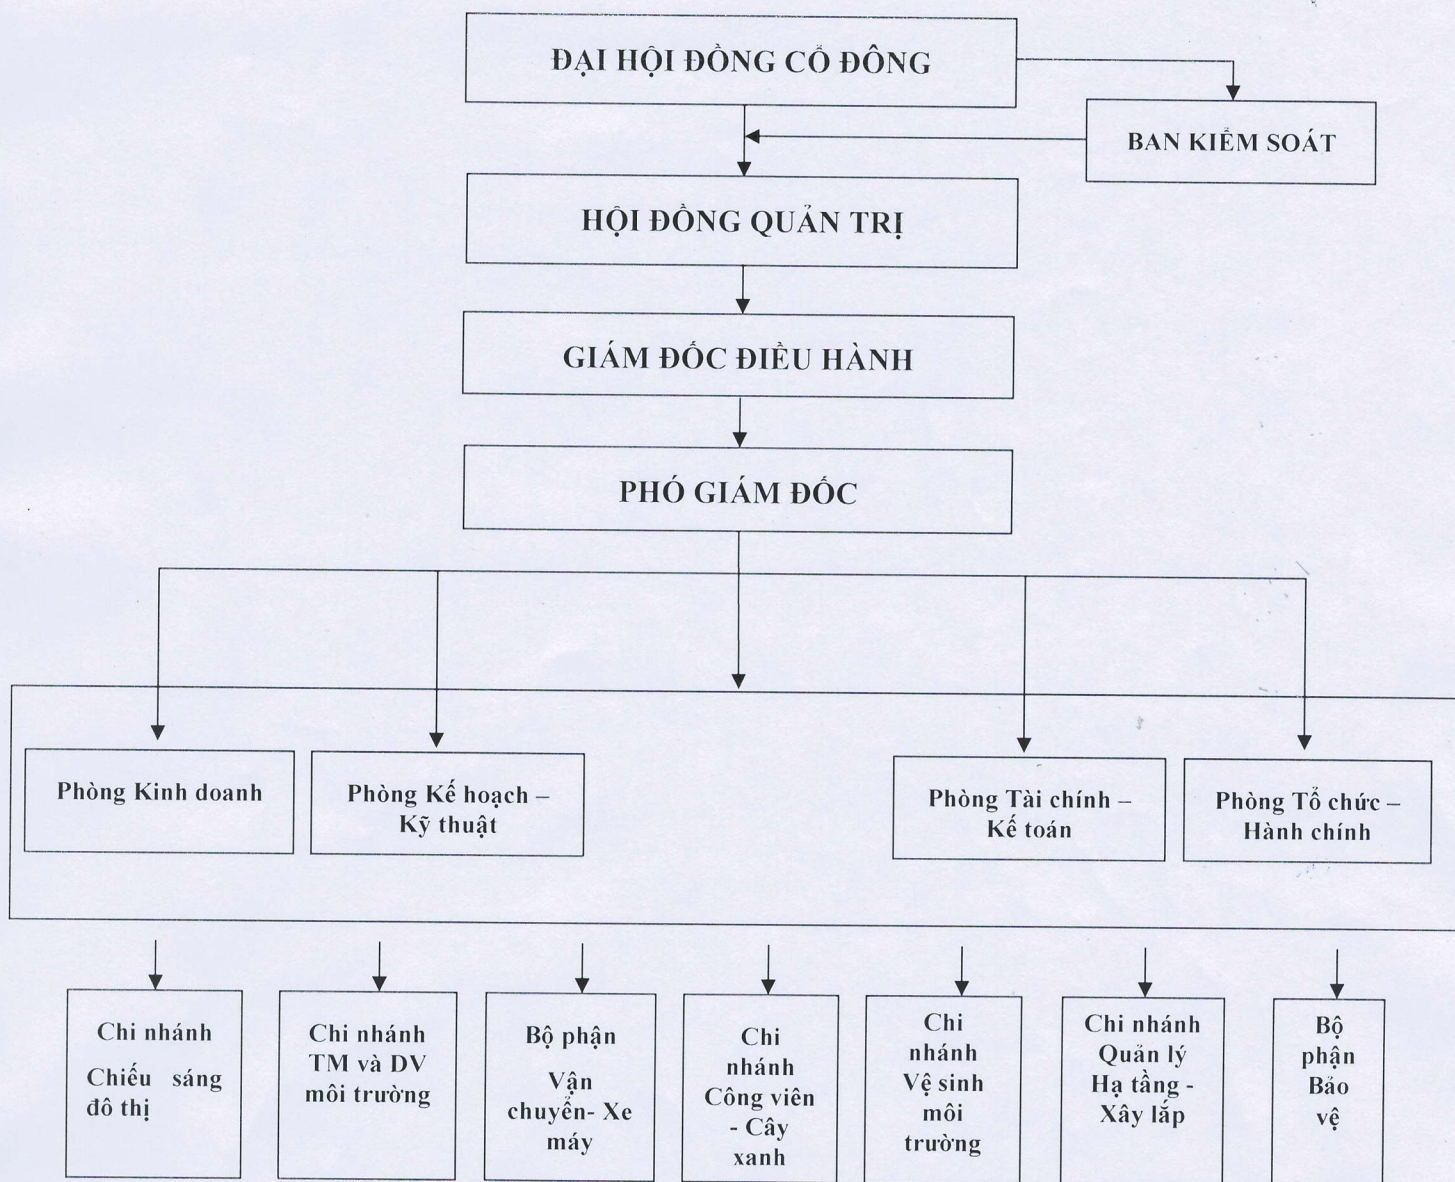 ĐẠI HỘI ĐỒNG CỔ ĐÔNG
BAN KIỂM SOÁT
HỘI ĐỒNG QUẢN TRỊ
GIÁM ĐỐC ĐIỀU HÀNH
PHÓ GIÁM ĐỐC
Phòng Kinh doanh
Phòng Kế hoạch –
Kỹ thuật
Phòng Tài chính –
Kế toán
Phòng Tổ chức –
Hành chính
Chi nhánh
Chiếu sáng
đô thị
Chi nhánh
TM và DV
môi trường
Bộ phận
Vận
chuyển- Xe
máy
Chi
nhánh
Công viên
- Cây
xanh
Chi
nhánh
Vệ sinh
môi
trường
Chi nhánh
Quản lý
Hạ tầng -
Xây lắp
Bộ
phận
Bảo
vệ